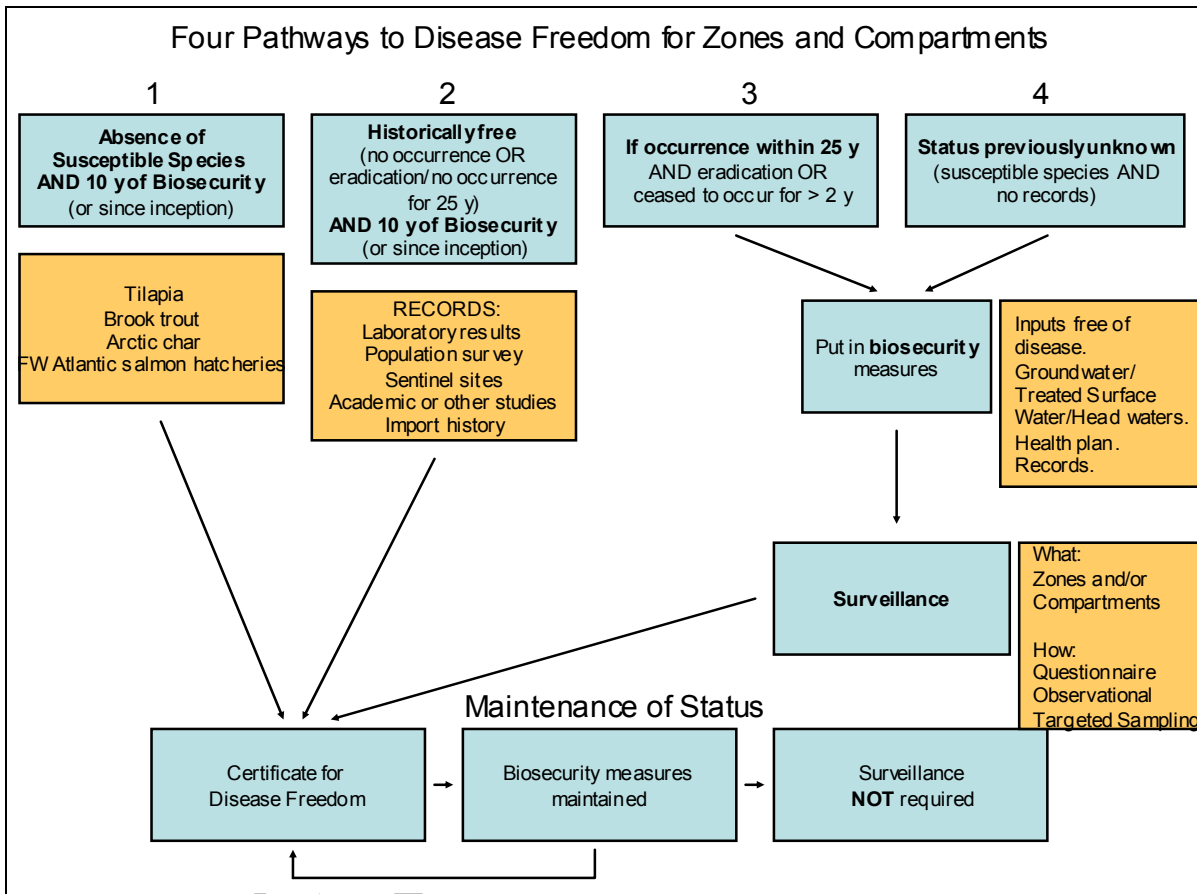 Four Pathways to Disease Freedom for Zones and Compartments
1
Absence of
Susceptible Species
AND 10 y of Biosecurity
(or since inception)
Tilapia
Brook trout
Arctic char
FW Atlantic salmon hatcheries
2
Historically free
(no occurrence OR
eradication/no occurrence
for 25 y)
AND 10 y of Biosecurity
(or since inception)
RECORDS:
Laboratory results
Population survey
Sentinel sites
Academic or other studies
Import history
3
If occurrence within 25 y
AND eradication OR
ceased to occur for > 2 y
4
Status previously unknown
(susceptible species AND
no records)
Put in biosecurity
measures
Inputs free of
disease.
Groundwater/
Treated Surface
Water/Head waters.
Health plan.
Records.
Surveillance
What:
Zones and/or
Compartments
How:
Questionnaire
Observational
Targeted Sampling
Maintenance of Status
Certificate for
Disease Freedom
Biosecurity measures
maintained
Surveillance
NOT required